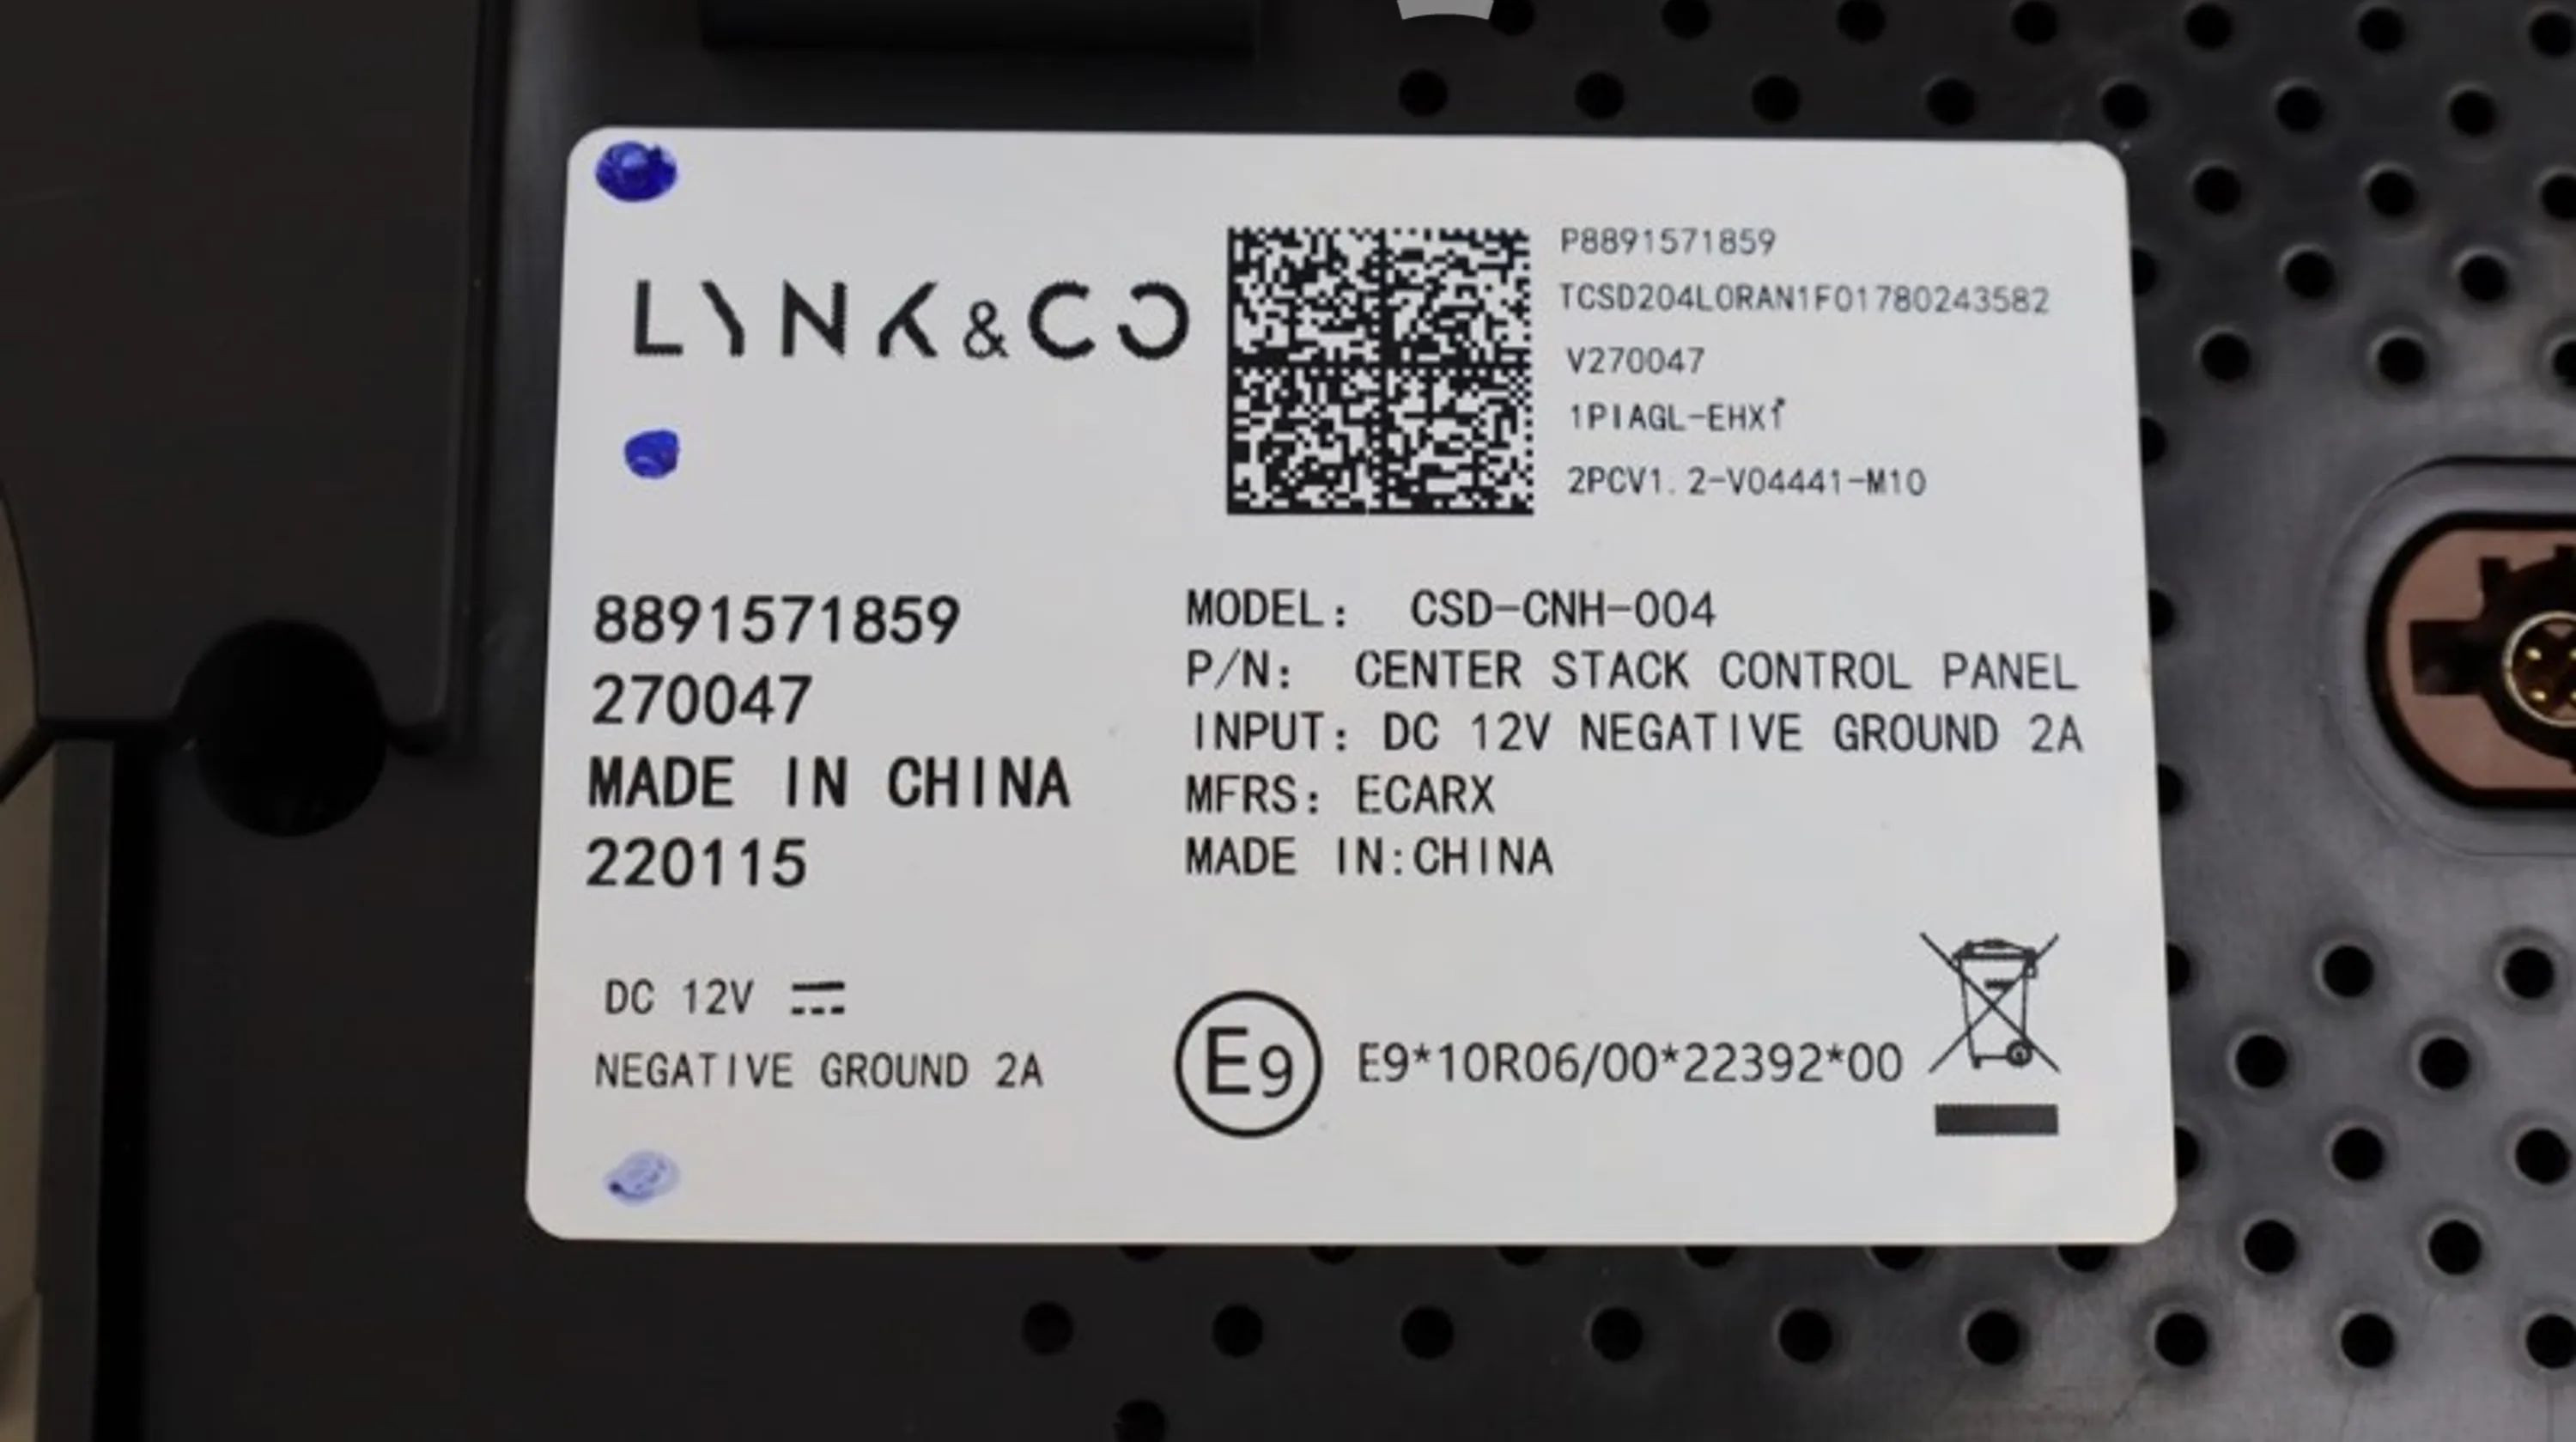 LYNK&CO
P8891571859
TCSD204LORAN1F01780243582
V270047
1PIAGL-EHX1
2PCV1.2-V04441-M10
8891571859
270047
MADE IN CHINA
220115
MODEL: CSD-CNH-004
P/N: CENTER STACK CONTROL PANEL
INPUT: DC 12V NEGATIVE GROUND 2A
MFRS: ECARX
MADE IN:CHINA
DC 12V
NEGATIVE GROUND 2A
E9
E9*10R06/00*22392*00